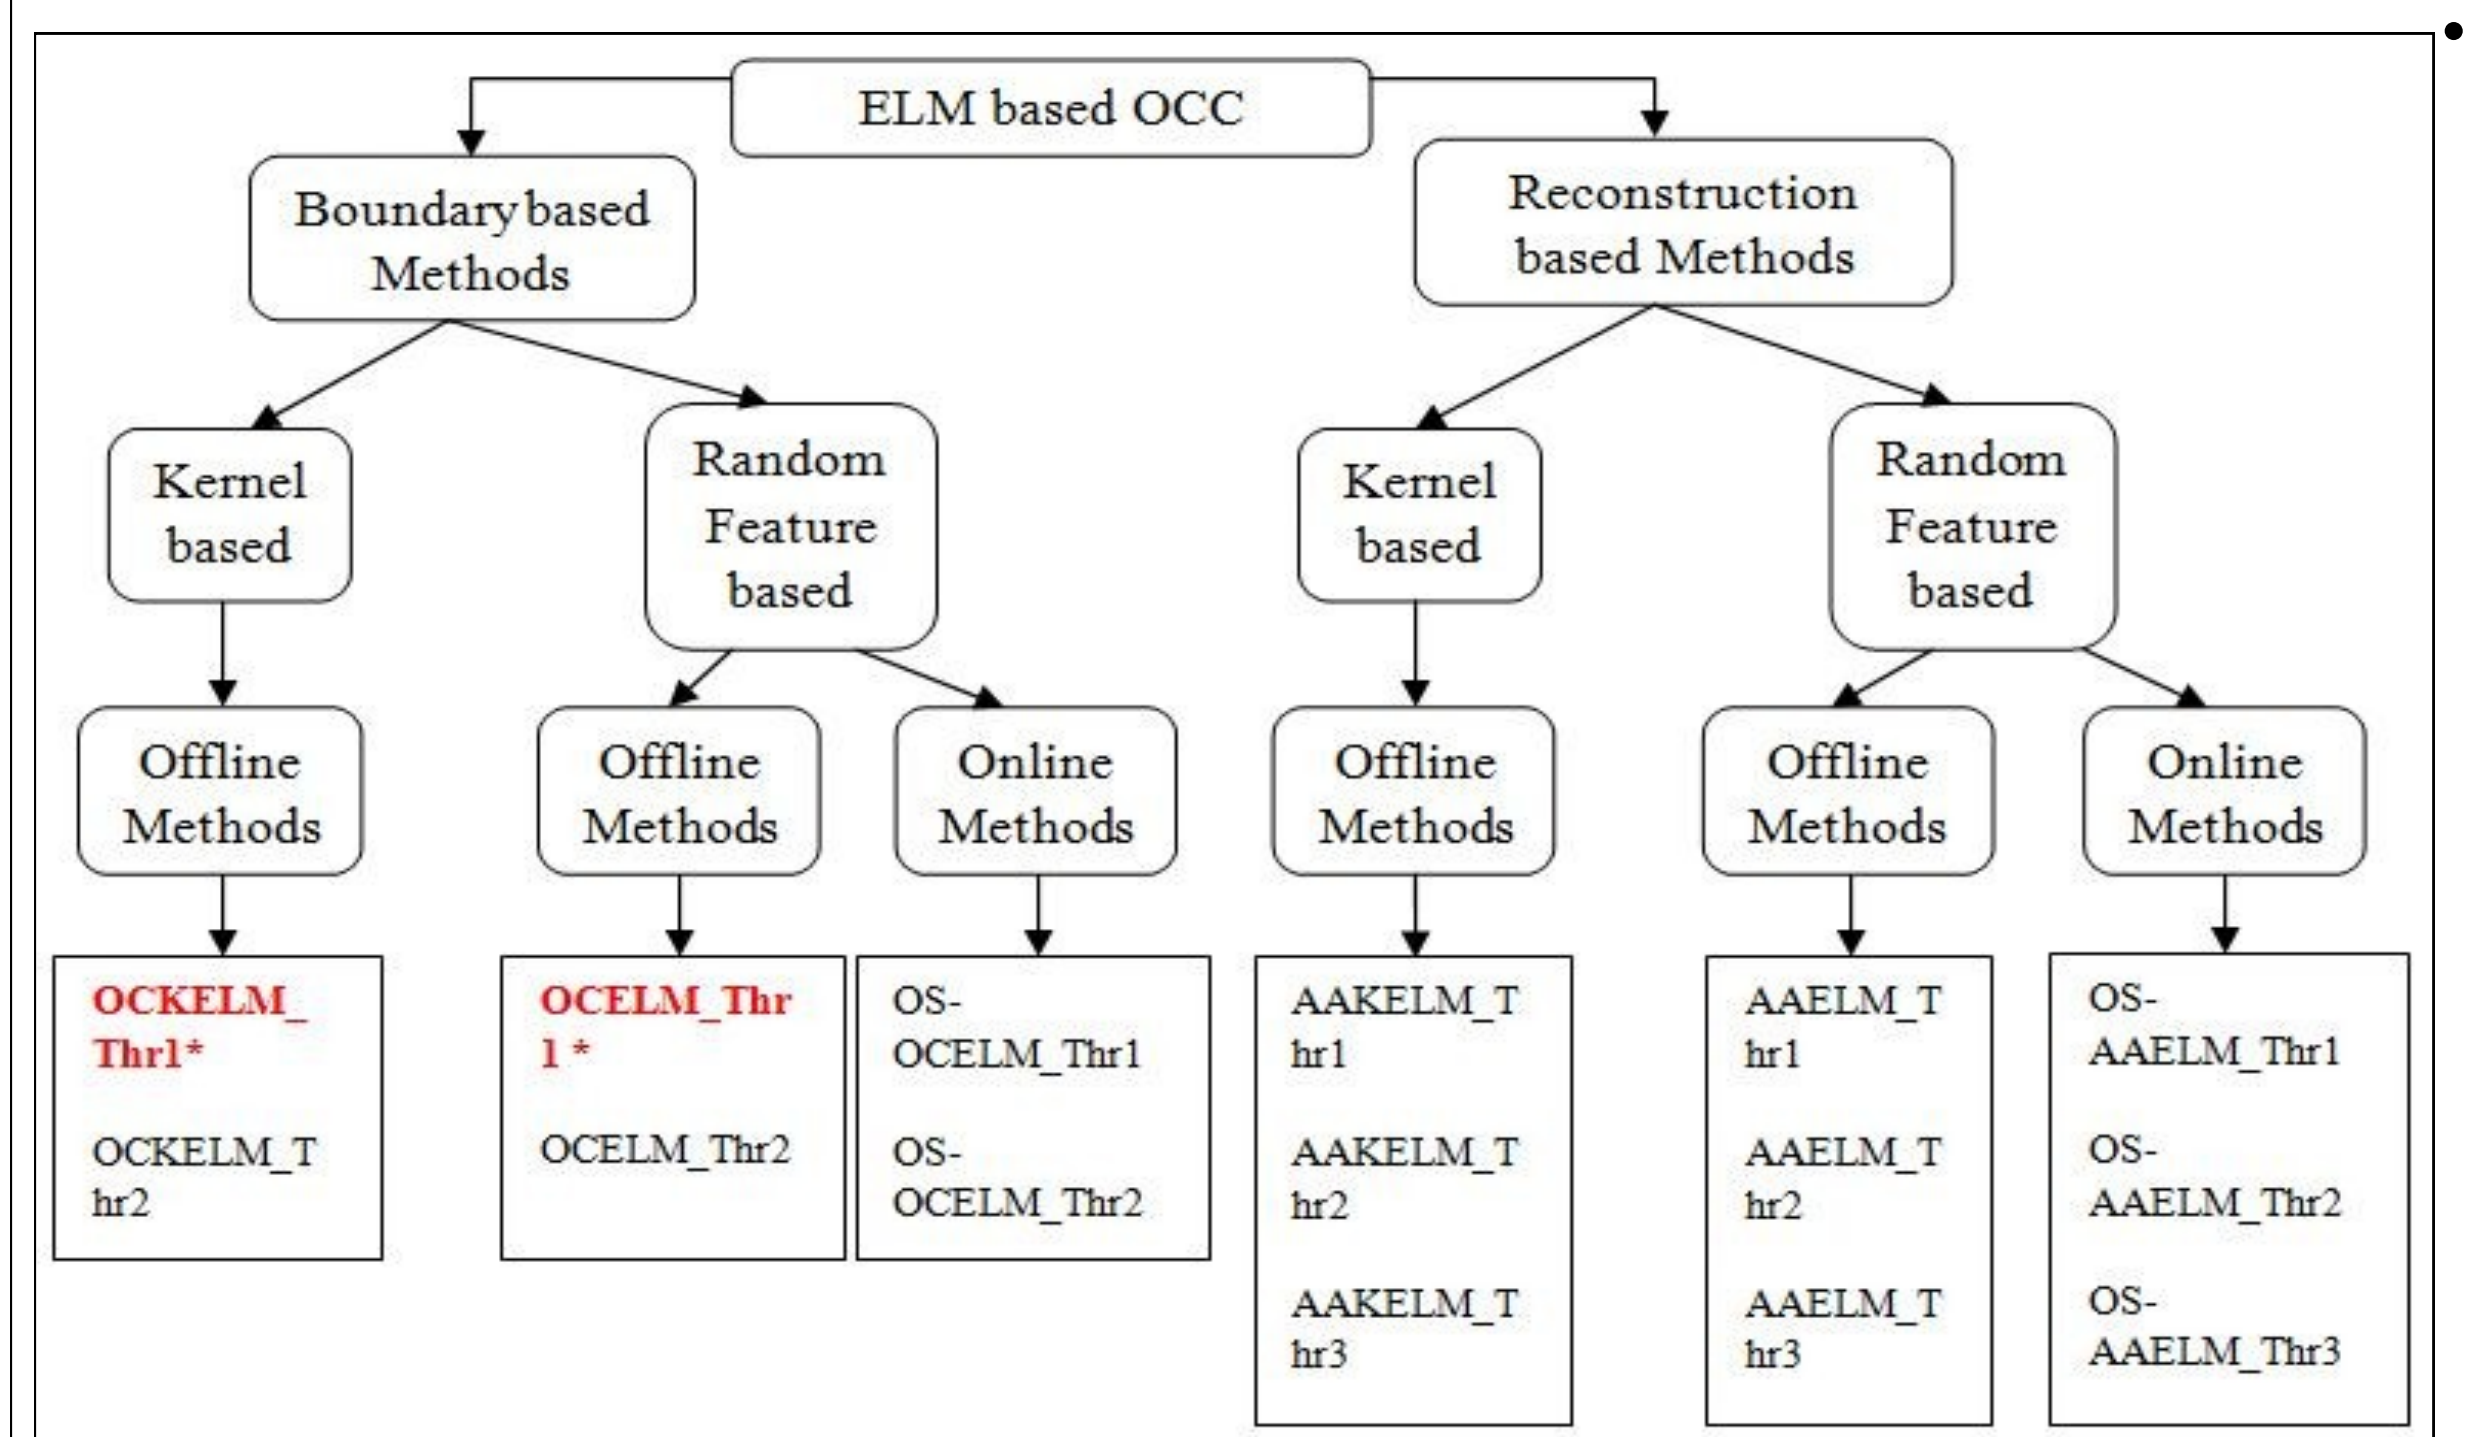 •
ELM based OCC
Boundary based
Methods
Reconstruction
based Methods
Kernel
based
Random
Feature
based
Kernel
based
Random
Feature
based
Offline
Methods
Offline
Methods
Online
Methods
Offline
Methods
Offline
Methods
Online
Methods
OCKELM_
Thr1*
OCKELM_T
hr2
OCELM_Thr
1 *
OCELM_Thr2
OS-
OCELM_Thr1
OS-
OCELM_Thr2
AAKELM_T
hr1
AAKELM_T
hr2
AAKELM_T
hr3
AAELM_T
hr1
AAELM_T
hr2
AAELM_T
hr3
OS-
AAELM_Thr1
OS-
AAELM_Thr2
OS-
AAELM_Thr3